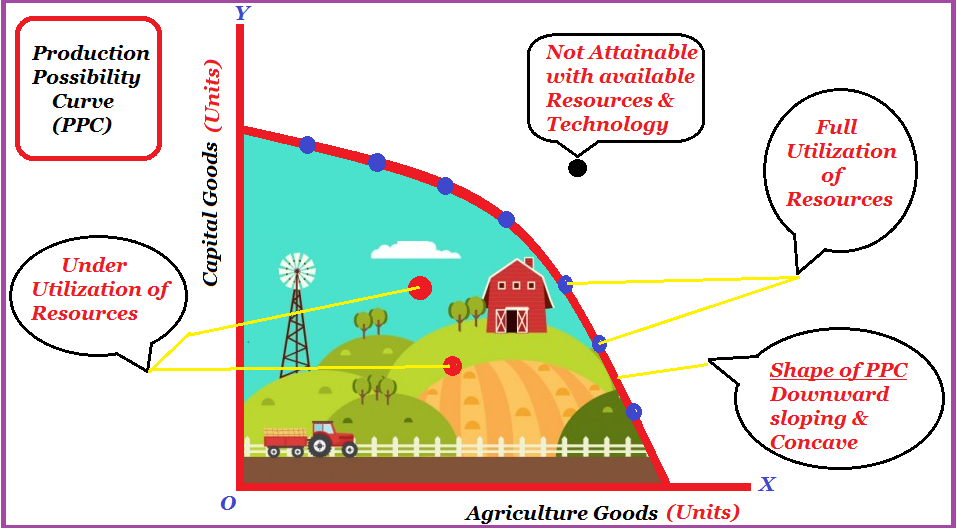 Production
Possibility
Curve
(PPC)
Y
Capital Goods (Units)
Not Attainable
with available
Resources &
Technology
Full
Utilization
of
Resources
Under
Utilization of
Resources
Shape of PPC
Downward
sloping &
Concave
O
X
Agriculture Goods (Units)